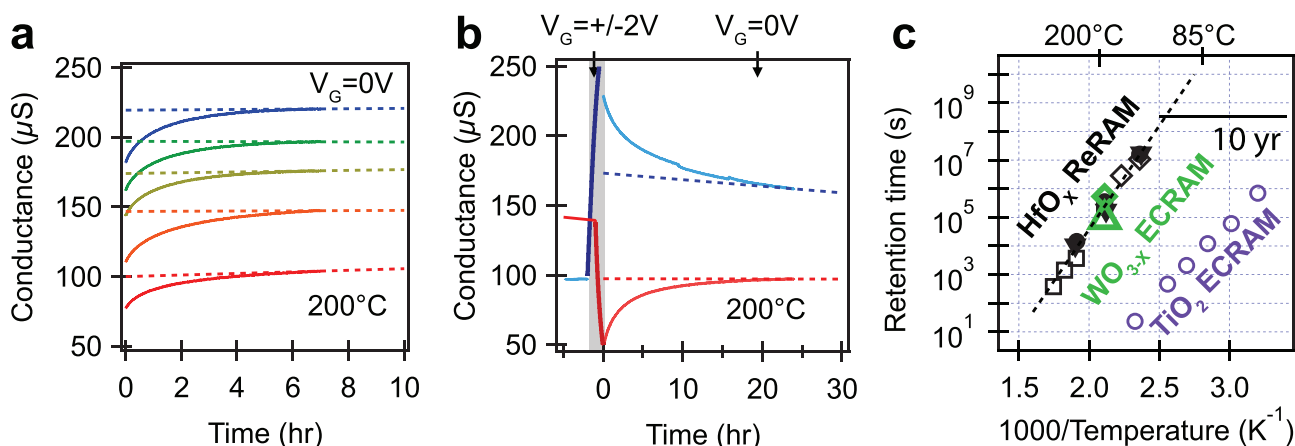 a
V_G=0V
250
200
150
100
50
200°C
0 2 4 6 8 10
Conductance (µS)
Time (hr)
b
V_G=+/-2V V_G=0V
250
200
150
100
50
200°C
0 10 20 30
Conductance (µS)
Time (hr)
c
200°C 85°C
10^9
10^7
10^5
10^3
10^1
Retention time (s)
10 yr
HfO_x ReRAM
WO_{3-x} ECRAM
TiO_2 ECRAM
1.5 2.0 2.5 3.0
1000/Temperature (K^{-1})